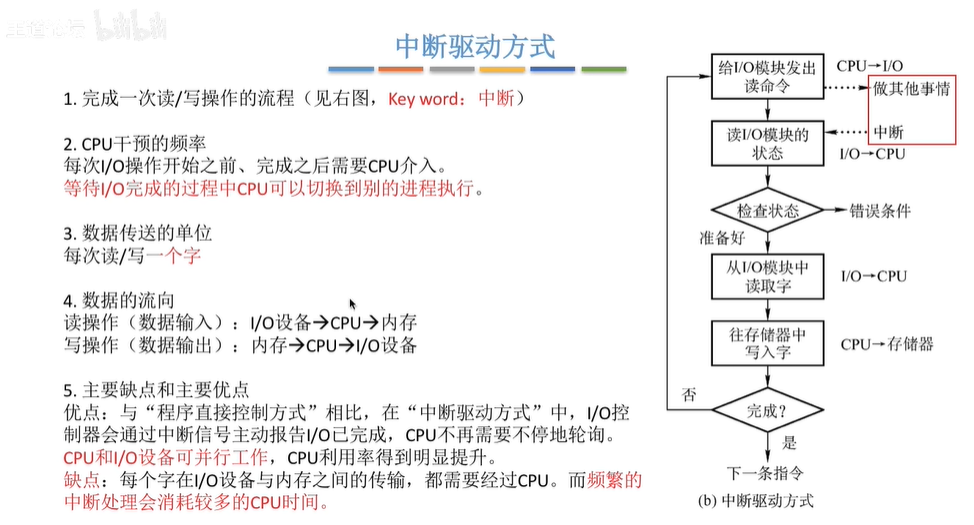 bilibili
中断驱动方式
1. 完成一次读/写操作的流程（见右图，Key word：中断）
2. CPU干预的频率
每次I/O操作开始之前、完成之后需要CPU介入。
等待I/O完成的过程中CPU可以切换到别的进程执行。
3. 数据传送的单位
每次读/写一个字
4. 数据的流向
读操作（数据输入）：I/O设备→CPU→内存
写操作（数据输出）：内存→CPU→I/O设备
5. 主要缺点和主要优点
优点：与“程序直接控制方式”相比，在“中断驱动方式”中，I/O控
制器会通过中断信号主动报告I/O已完成，CPU不再需要不停地轮询。
CPU和I/O设备可并行工作，CPU利用率得到明显提升。
缺点：每个字在I/O设备与内存之间的传输，都需要经过CPU。而频繁的
中断处理会消耗较多的CPU时间。
给I/O模块发出
读命令
CPU→I/O
做其他事情
读I/O模块的
状态
中断
I/O→CPU
检查状态
错误条件
准备好
从I/O模块中
读取字
I/O→CPU
往存储器中
写入字
CPU→存储器
否
完成？
是
下一条指令
(b) 中断驱动方式